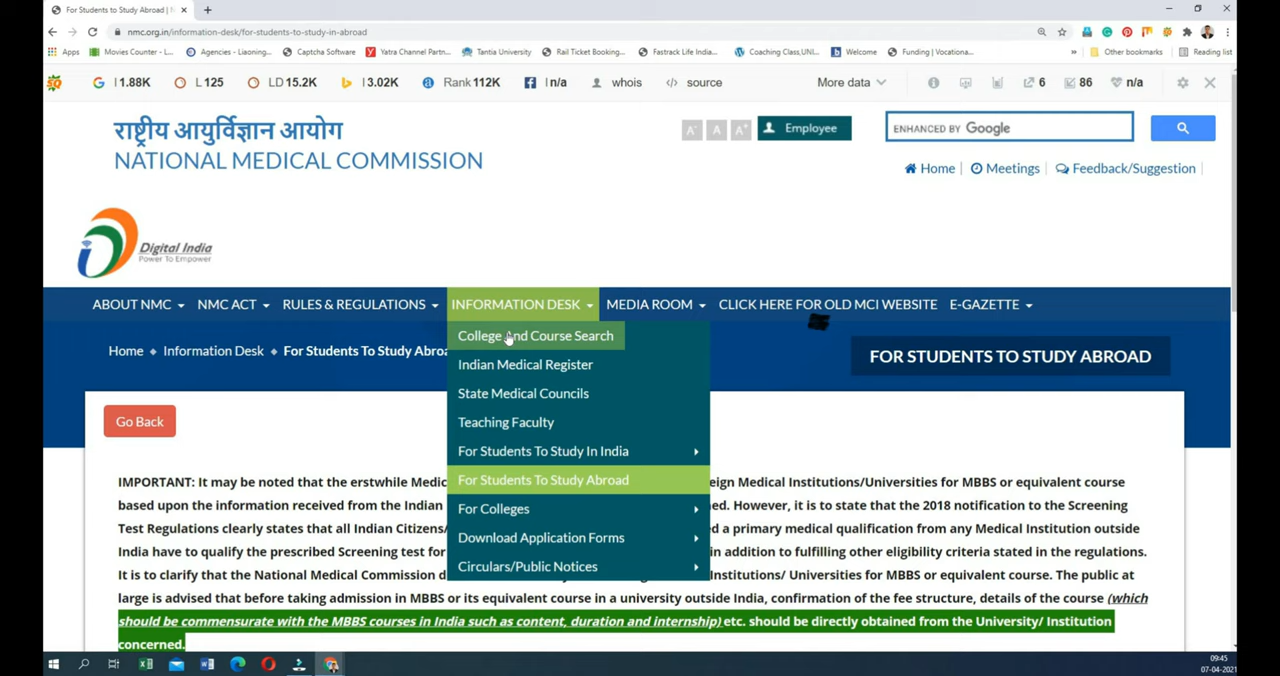 For Students to Study Abroad |
nmc.org.in/information-desk/for-students-to-study-in-abroad
Apps Movies Counter - L... Agencies - Liaoning... Captcha Software Yatra Channel Partn... Tantia University Rail Ticket Booking... Fastrack Life India... Coaching Class,UNI... Welcome Funding | Vocationa... » Other bookmarks Reading list
SQ G I 1.88K L 125 LD 15.2K I 3.02K Rank 112K I n/a whois source More data 6 86 n/a
राष्ट्रीय आयुर्विज्ञान आयोग
NATIONAL MEDICAL COMMISSION
A- A A+ Employee ENHANCED BY Google
Home | Meetings | Feedback/Suggestion |
Digital India
Power To Empower
ABOUT NMC NMC ACT RULES & REGULATIONS INFORMATION DESK MEDIA ROOM CLICK HERE FOR OLD MCI WEBSITE E-GAZETTE
College and Course Search
Indian Medical Register
State Medical Councils
Teaching Faculty
For Students To Study In India
For Students To Study Abroad
For Colleges
Download Application Forms
Circulars/Public Notices
Home Information Desk For Students To Study Abroa
FOR STUDENTS TO STUDY ABROAD
Go Back
IMPORTANT: It may be noted that the erstwhile Medic reign Medical Institutions/Universities for MBBS or equivalent course
based upon the information received from the Indian ned. However, it is to state that the 2018 notification to the Screening
Test Regulations clearly states that all Indian Citizens/ d a primary medical qualification from any Medical Institution outside
India have to qualify the prescribed Screening test for in addition to fulfilling other eligibility criteria stated in the regulations.
It is to clarify that the National Medical Commission d Institutions/ Universities for MBBS or equivalent course. The public at
large is advised that before taking admission in MBBS or its equivalent course in a university outside India, confirmation of the fee structure, details of the course (which
should be commensurate with the MBBS courses in India such as content, duration and internship) etc. should be directly obtained from the University/ Institution
concerned.
09:45
07-04-2021